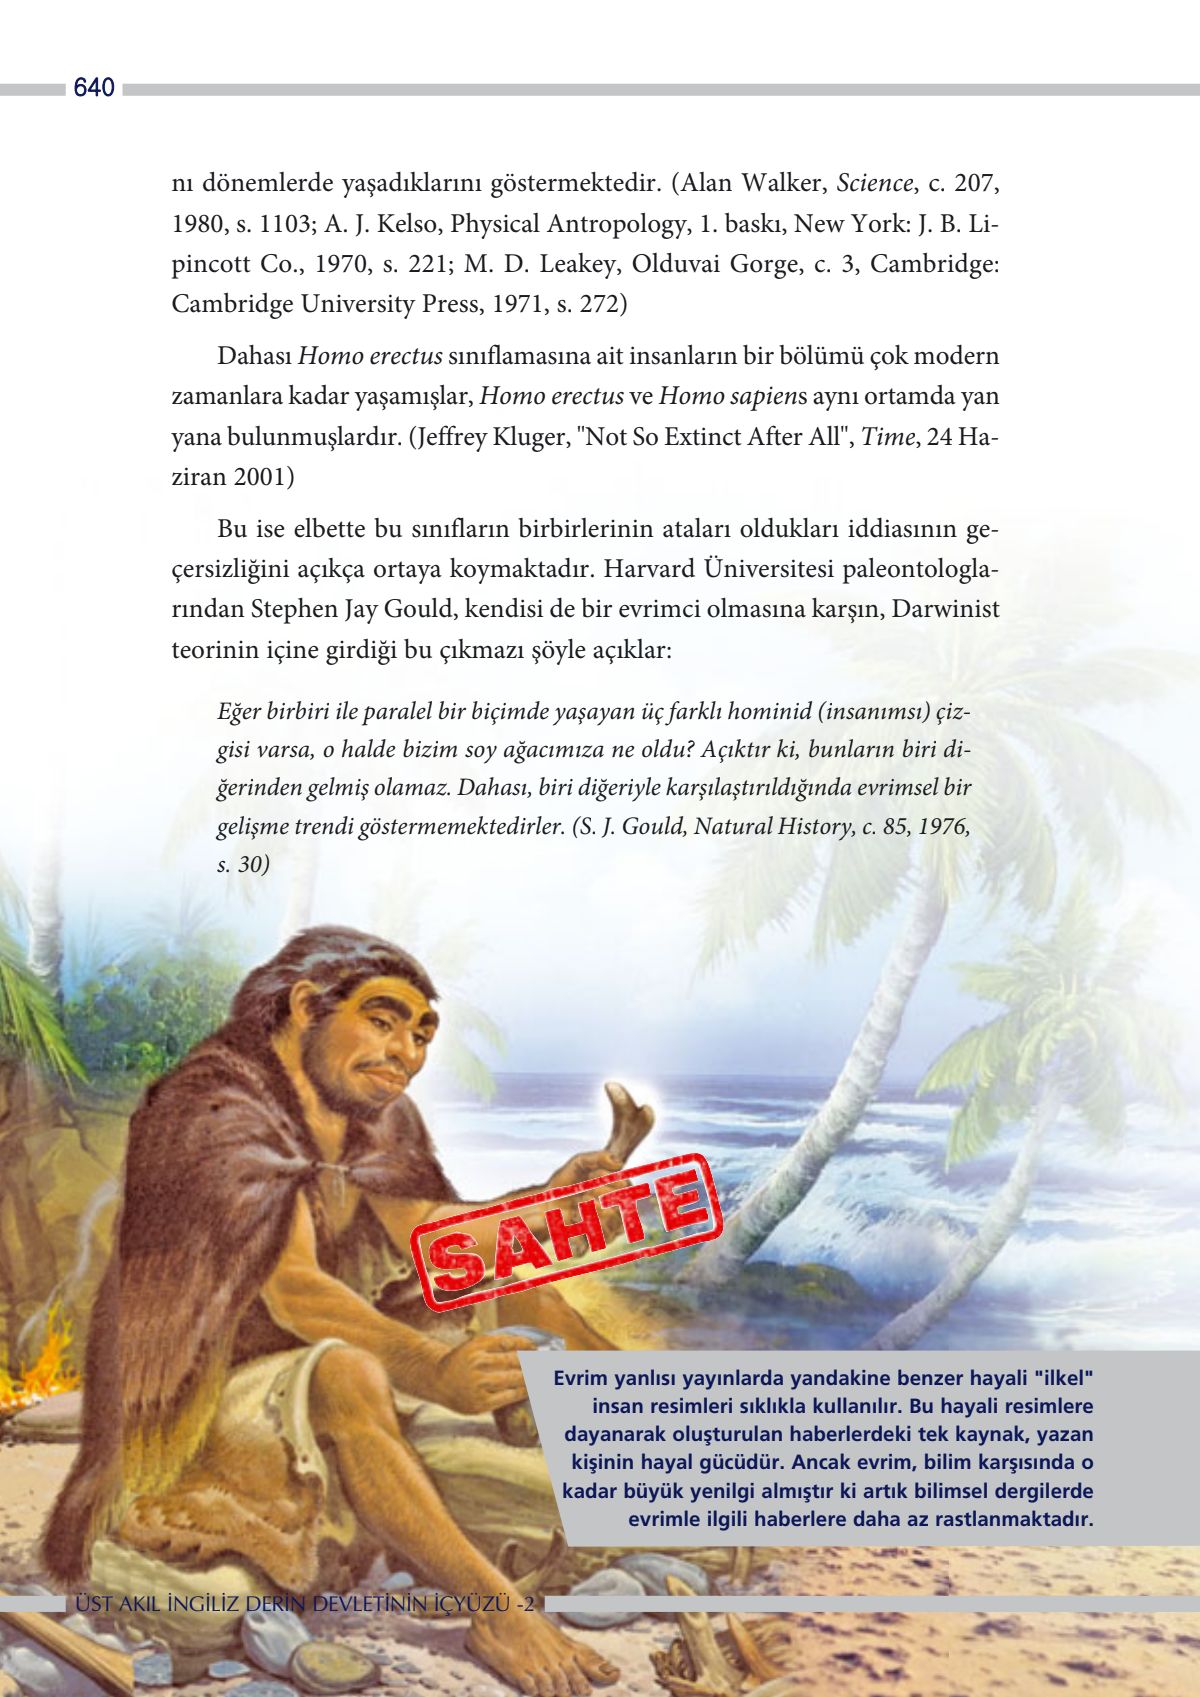 640
nı dönemlerde yaşadıklarını göstermektedir. (Alan Walker, Science, c. 207,
1980, s. 1103; A. J. Kelso, Physical Antropology, 1. baskı, New York: J. B. Li-
pincott Co., 1970, s. 221; M. D. Leakey, Olduvai Gorge, c. 3, Cambridge:
Cambridge University Press, 1971, s. 272)
Dahası Homo erectus sınıflamasına ait insanların bir bölümü çok modern
zamanlara kadar yaşamışlar, Homo erectus ve Homo sapiens aynı ortamda yan
yana bulunmuşlardır. (Jeffrey Kluger, "Not So Extinct After All", Time, 24 Ha-
ziran 2001)
Bu ise elbette bu sınıfların birbirlerinin ataları oldukları iddiasının ge-
çersizliğini açıkça ortaya koymaktadır. Harvard Üniversitesi paleontologla-
rından Stephen Jay Gould, kendisi de bir evrimci olmasına karşın, Darwinist
teorinin içine girdiği bu çıkmazı şöyle açıklar:
Eğer birbiri ile paralel bir biçimde yaşayan üç farklı hominid (insanımsı) çiz-
gisi varsa, o halde bizim soy ağacımıza ne oldu? Açıktır ki, bunların biri di-
ğerinden gelmiş olamaz. Dahası, biri diğeriyle karşılaştırıldığında evrimsel bir
gelişme trendi göstermemektedirler. (S. J. Gould, Natural History, c. 85, 1976,
s. 30)
SAHTE
Evrim yanlısı yayınlarda yandakine benzer hayali "ilkel"
insan resimleri sıklıkla kullanılır. Bu hayali resimlere
dayanarak oluşturulan haberlerdeki tek kaynak, yazan
kişinin hayal gücüdür. Ancak evrim, bilim karşısında o
kadar büyük yenilgi almıştır ki artık bilimsel dergilerde
evrimle ilgili haberlere daha az rastlanmaktadır.
ÜST AKIL İNGİLİZ DERİN DEVLETİNİN İÇYÜZÜ -2